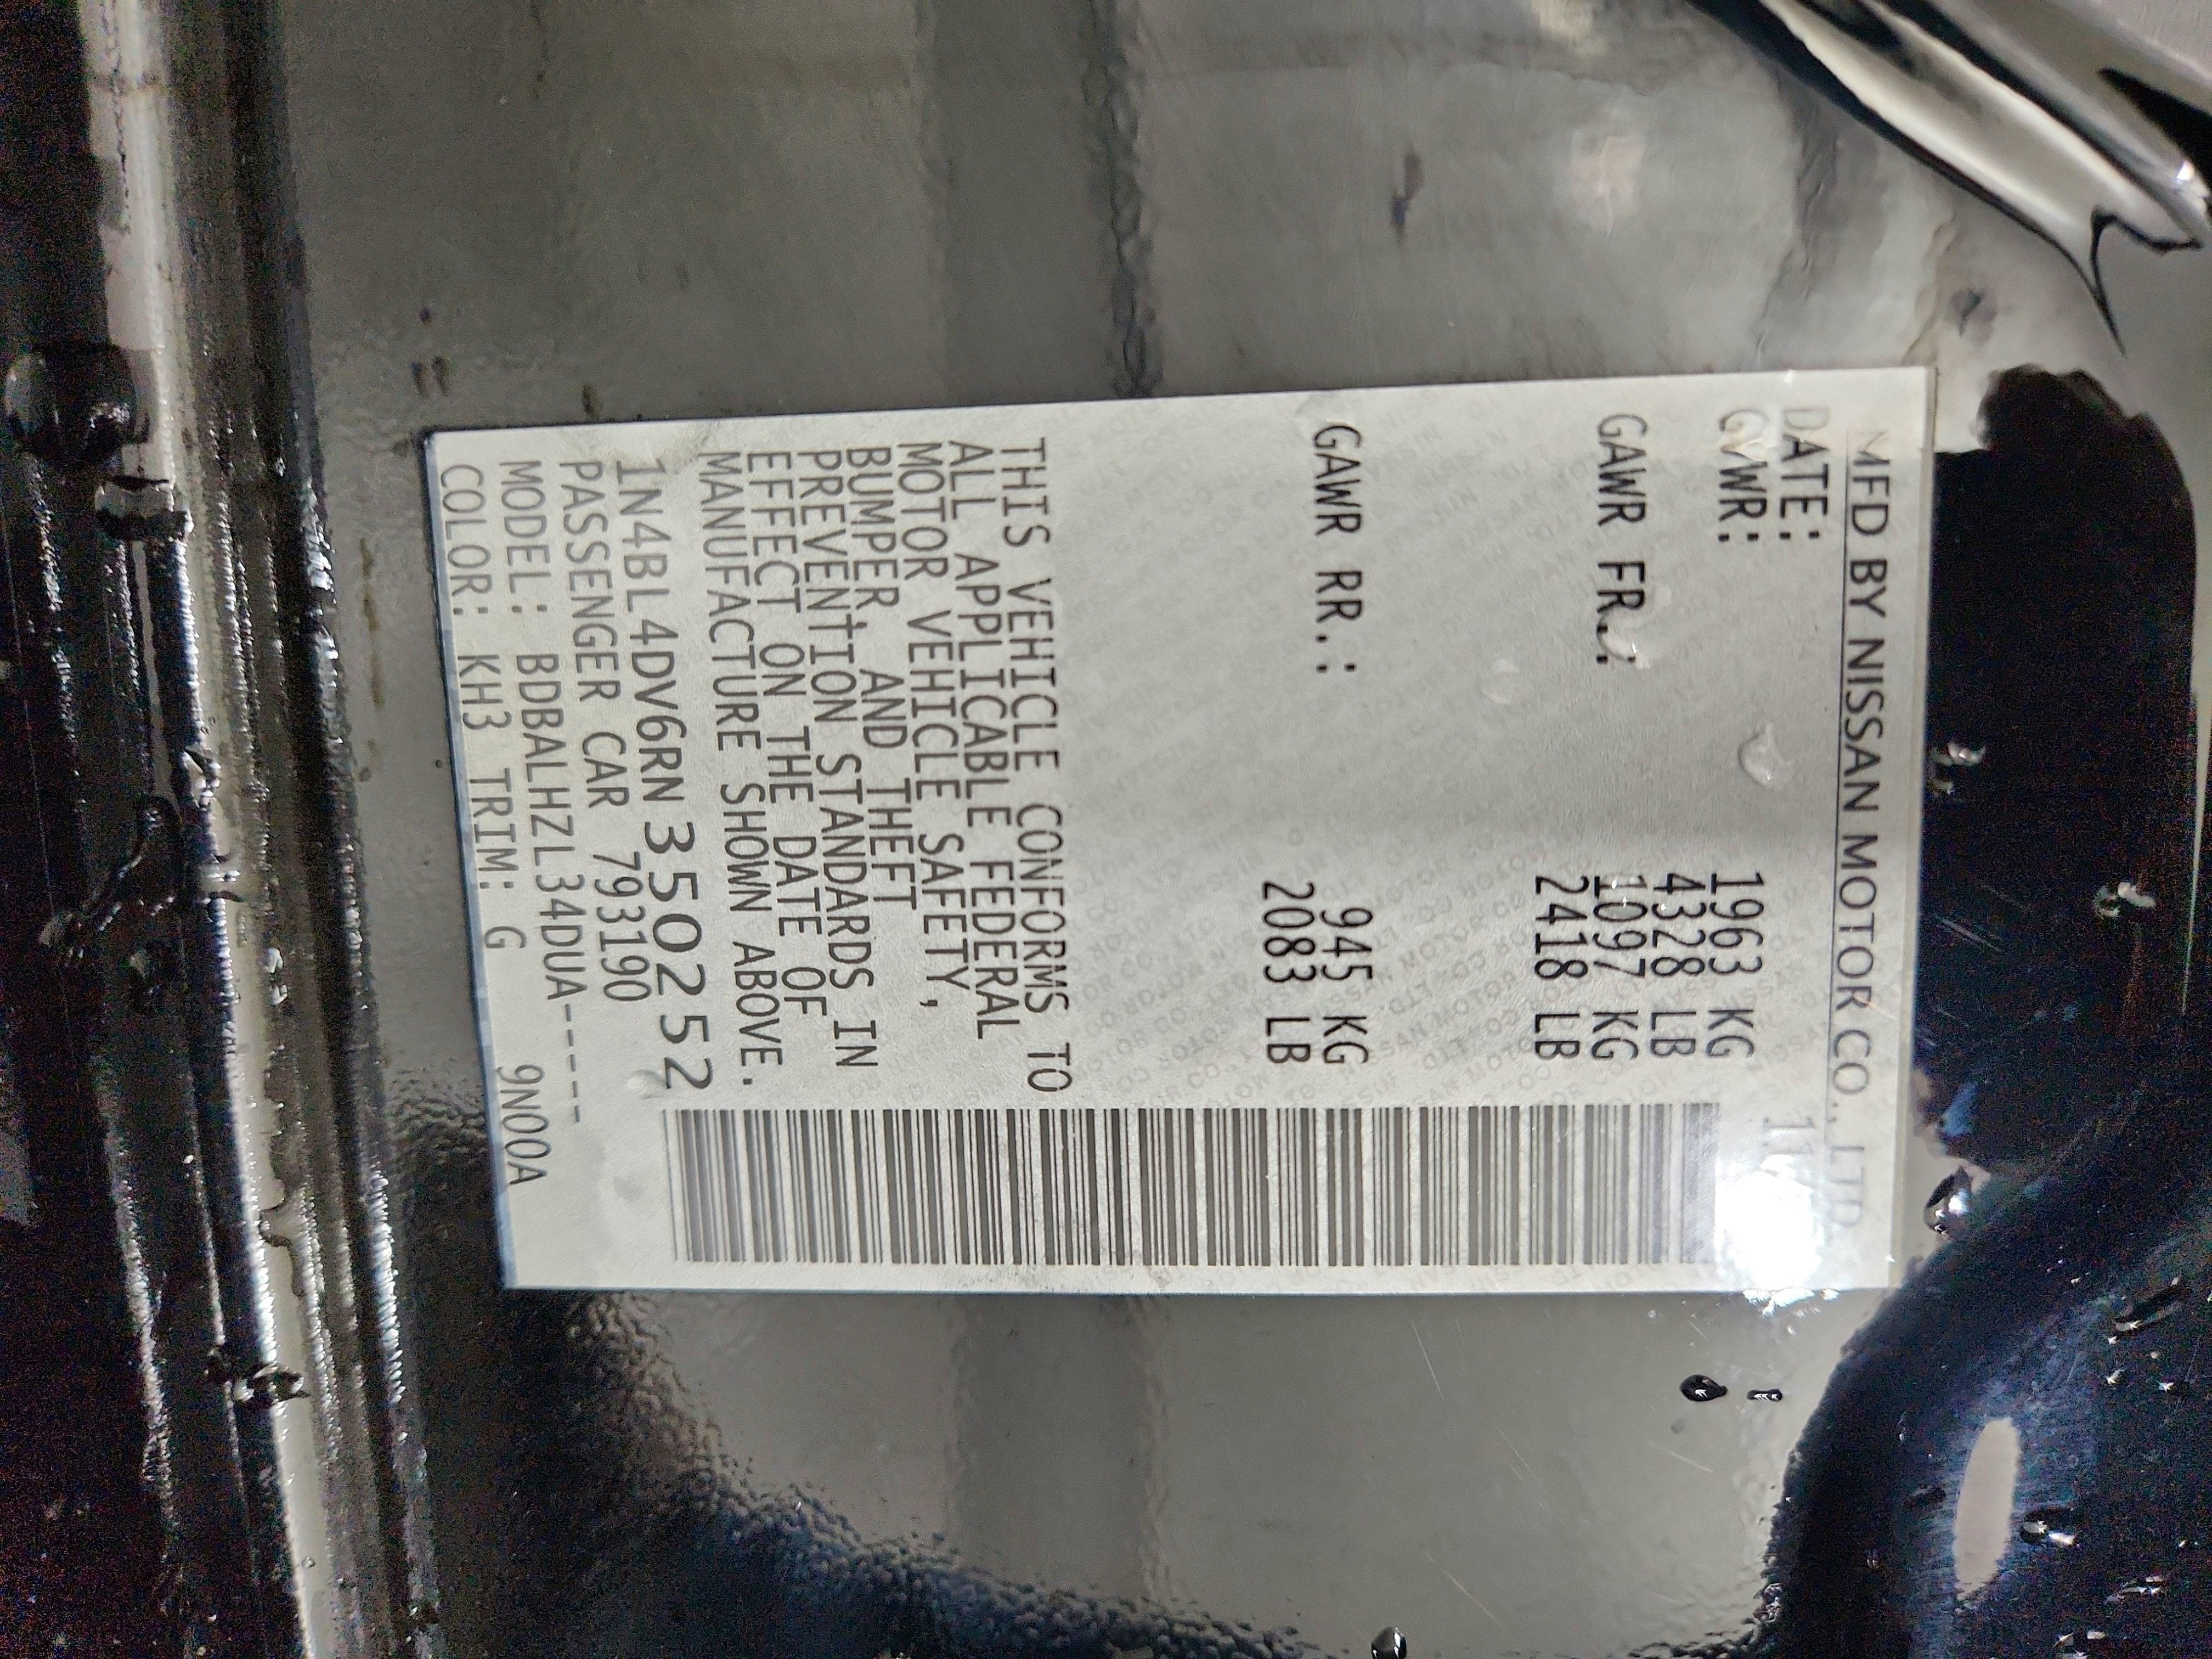 MFD BY NISSAN MOTOR CO., LTD
DATE: 11
GVWR: 1963 KG
4328 LB
GAWR FR.: 1097 KG
2418 LB
GAWR RR.: 945 KG
2083 LB
THIS VEHICLE CONFORMS TO
ALL APPLICABLE FEDERAL
MOTOR VEHICLE SAFETY,
BUMPER AND THEFT
PREVENTION STANDARDS IN
EFFECT ON THE DATE OF
MANUFACTURE SHOWN ABOVE.
1N4BL4DV6RN350252
PASSENGER CAR 793190
MODEL: BDBALHZL34DUA-----
COLOR: KH3 TRIM: G 9N00A